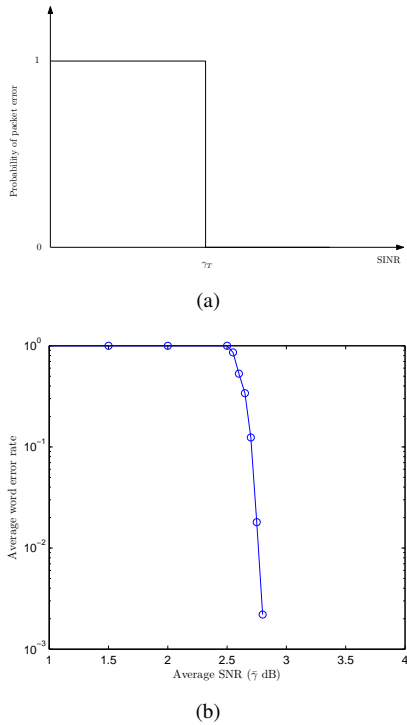 Probability of packet error
1
0
γ_T
SINR
(a)
Average word error rate
10^0
10^-1
10^-2
10^-3
1 1.5 2 2.5 3 3.5 4
Average SNR (γ̄ dB)
(b)